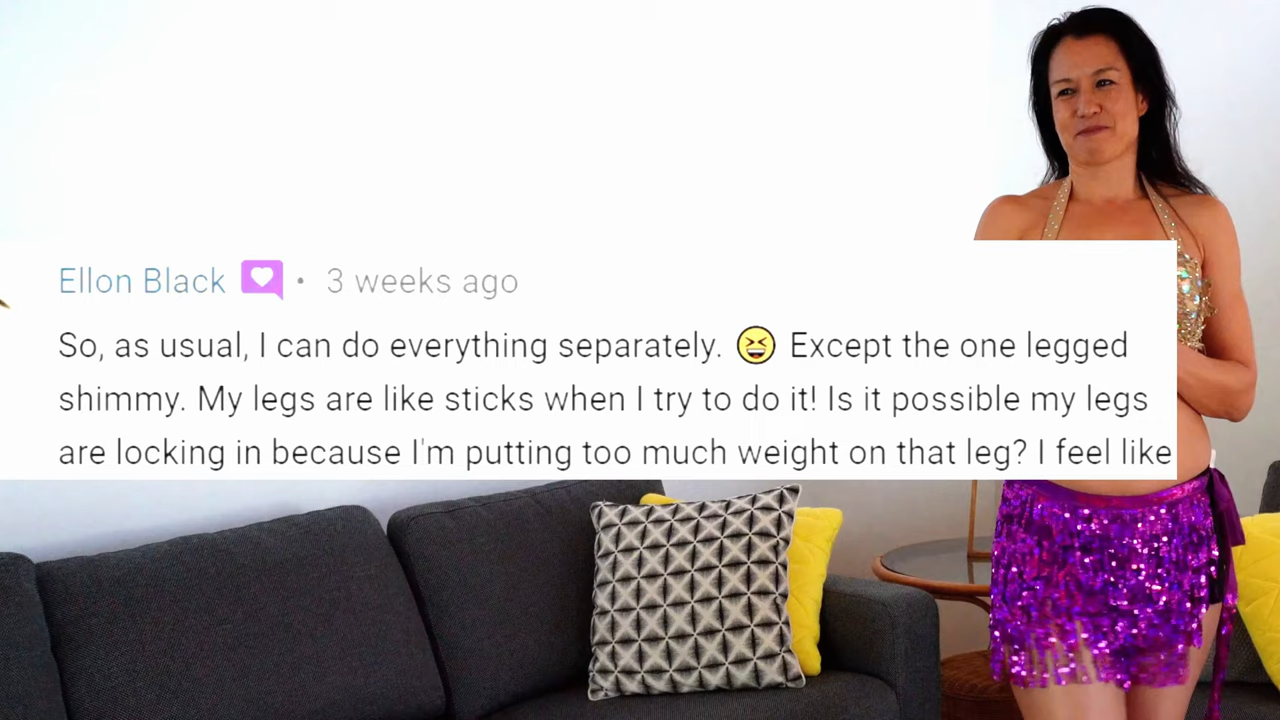 Ellon Black • 3 weeks ago
So, as usual, I can do everything separately. 😆 Except the one legged
shimmy. My legs are like sticks when I try to do it! Is it possible my legs
are locking in because I'm putting too much weight on that leg? I feel like